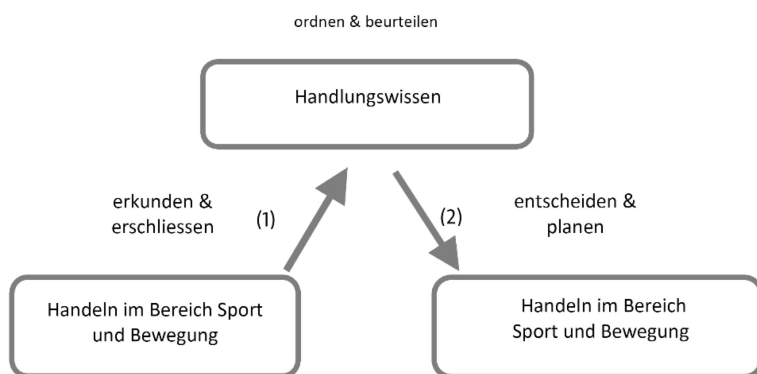 ordnen & beurteilen
Handlungswissen
erkunden &
erschliessen
(1)
(2)
entscheiden &
planen
Handeln im Bereich Sport
und Bewegung
Handeln im Bereich
Sport und Bewegung